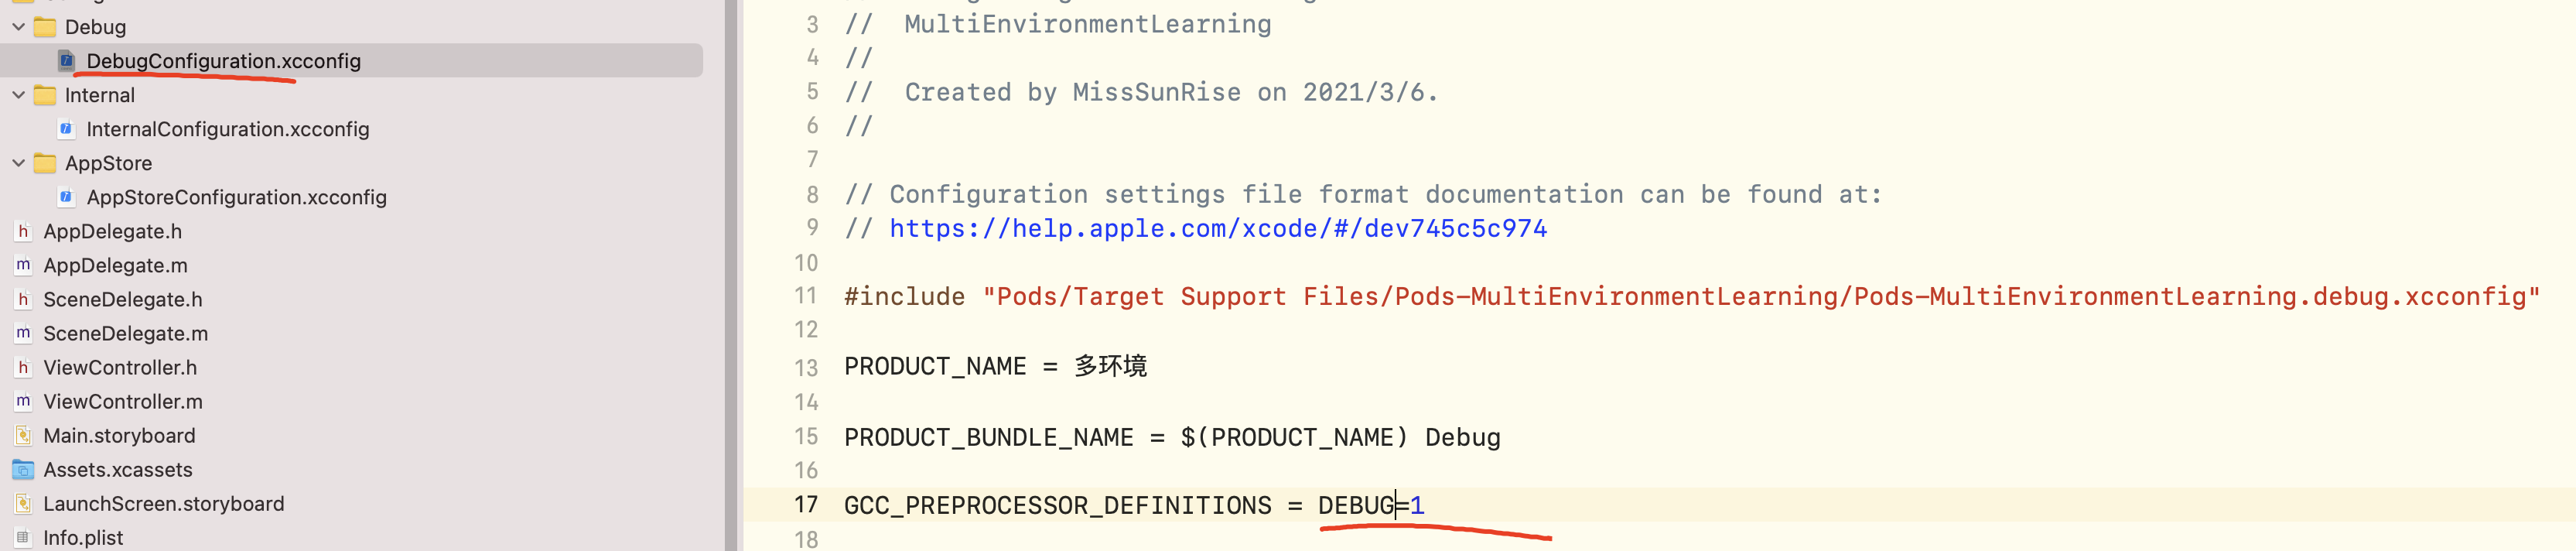 Debug
DebugConfiguration.xcconfig
Internal
InternalConfiguration.xcconfig
AppStore
AppStoreConfiguration.xcconfig
h AppDelegate.h
m AppDelegate.m
h SceneDelegate.h
m SceneDelegate.m
h ViewController.h
m ViewController.m
Main.storyboard
Assets.xcassets
LaunchScreen.storyboard
Info.plist
3 //  MultiEnvironmentLearning
4 //
5 //  Created by MissSunRise on 2021/3/6.
6 //
7
8 // Configuration settings file format documentation can be found at:
9 // https://help.apple.com/xcode/#/dev745c5c974
10
11 #include "Pods/Target Support Files/Pods-MultiEnvironmentLearning/Pods-MultiEnvironmentLearning.debug.xcconfig"
12
13 PRODUCT_NAME = 多环境
14
15 PRODUCT_BUNDLE_NAME = $(PRODUCT_NAME) Debug
16
17 GCC_PREPROCESSOR_DEFINITIONS = DEBUG=1
18